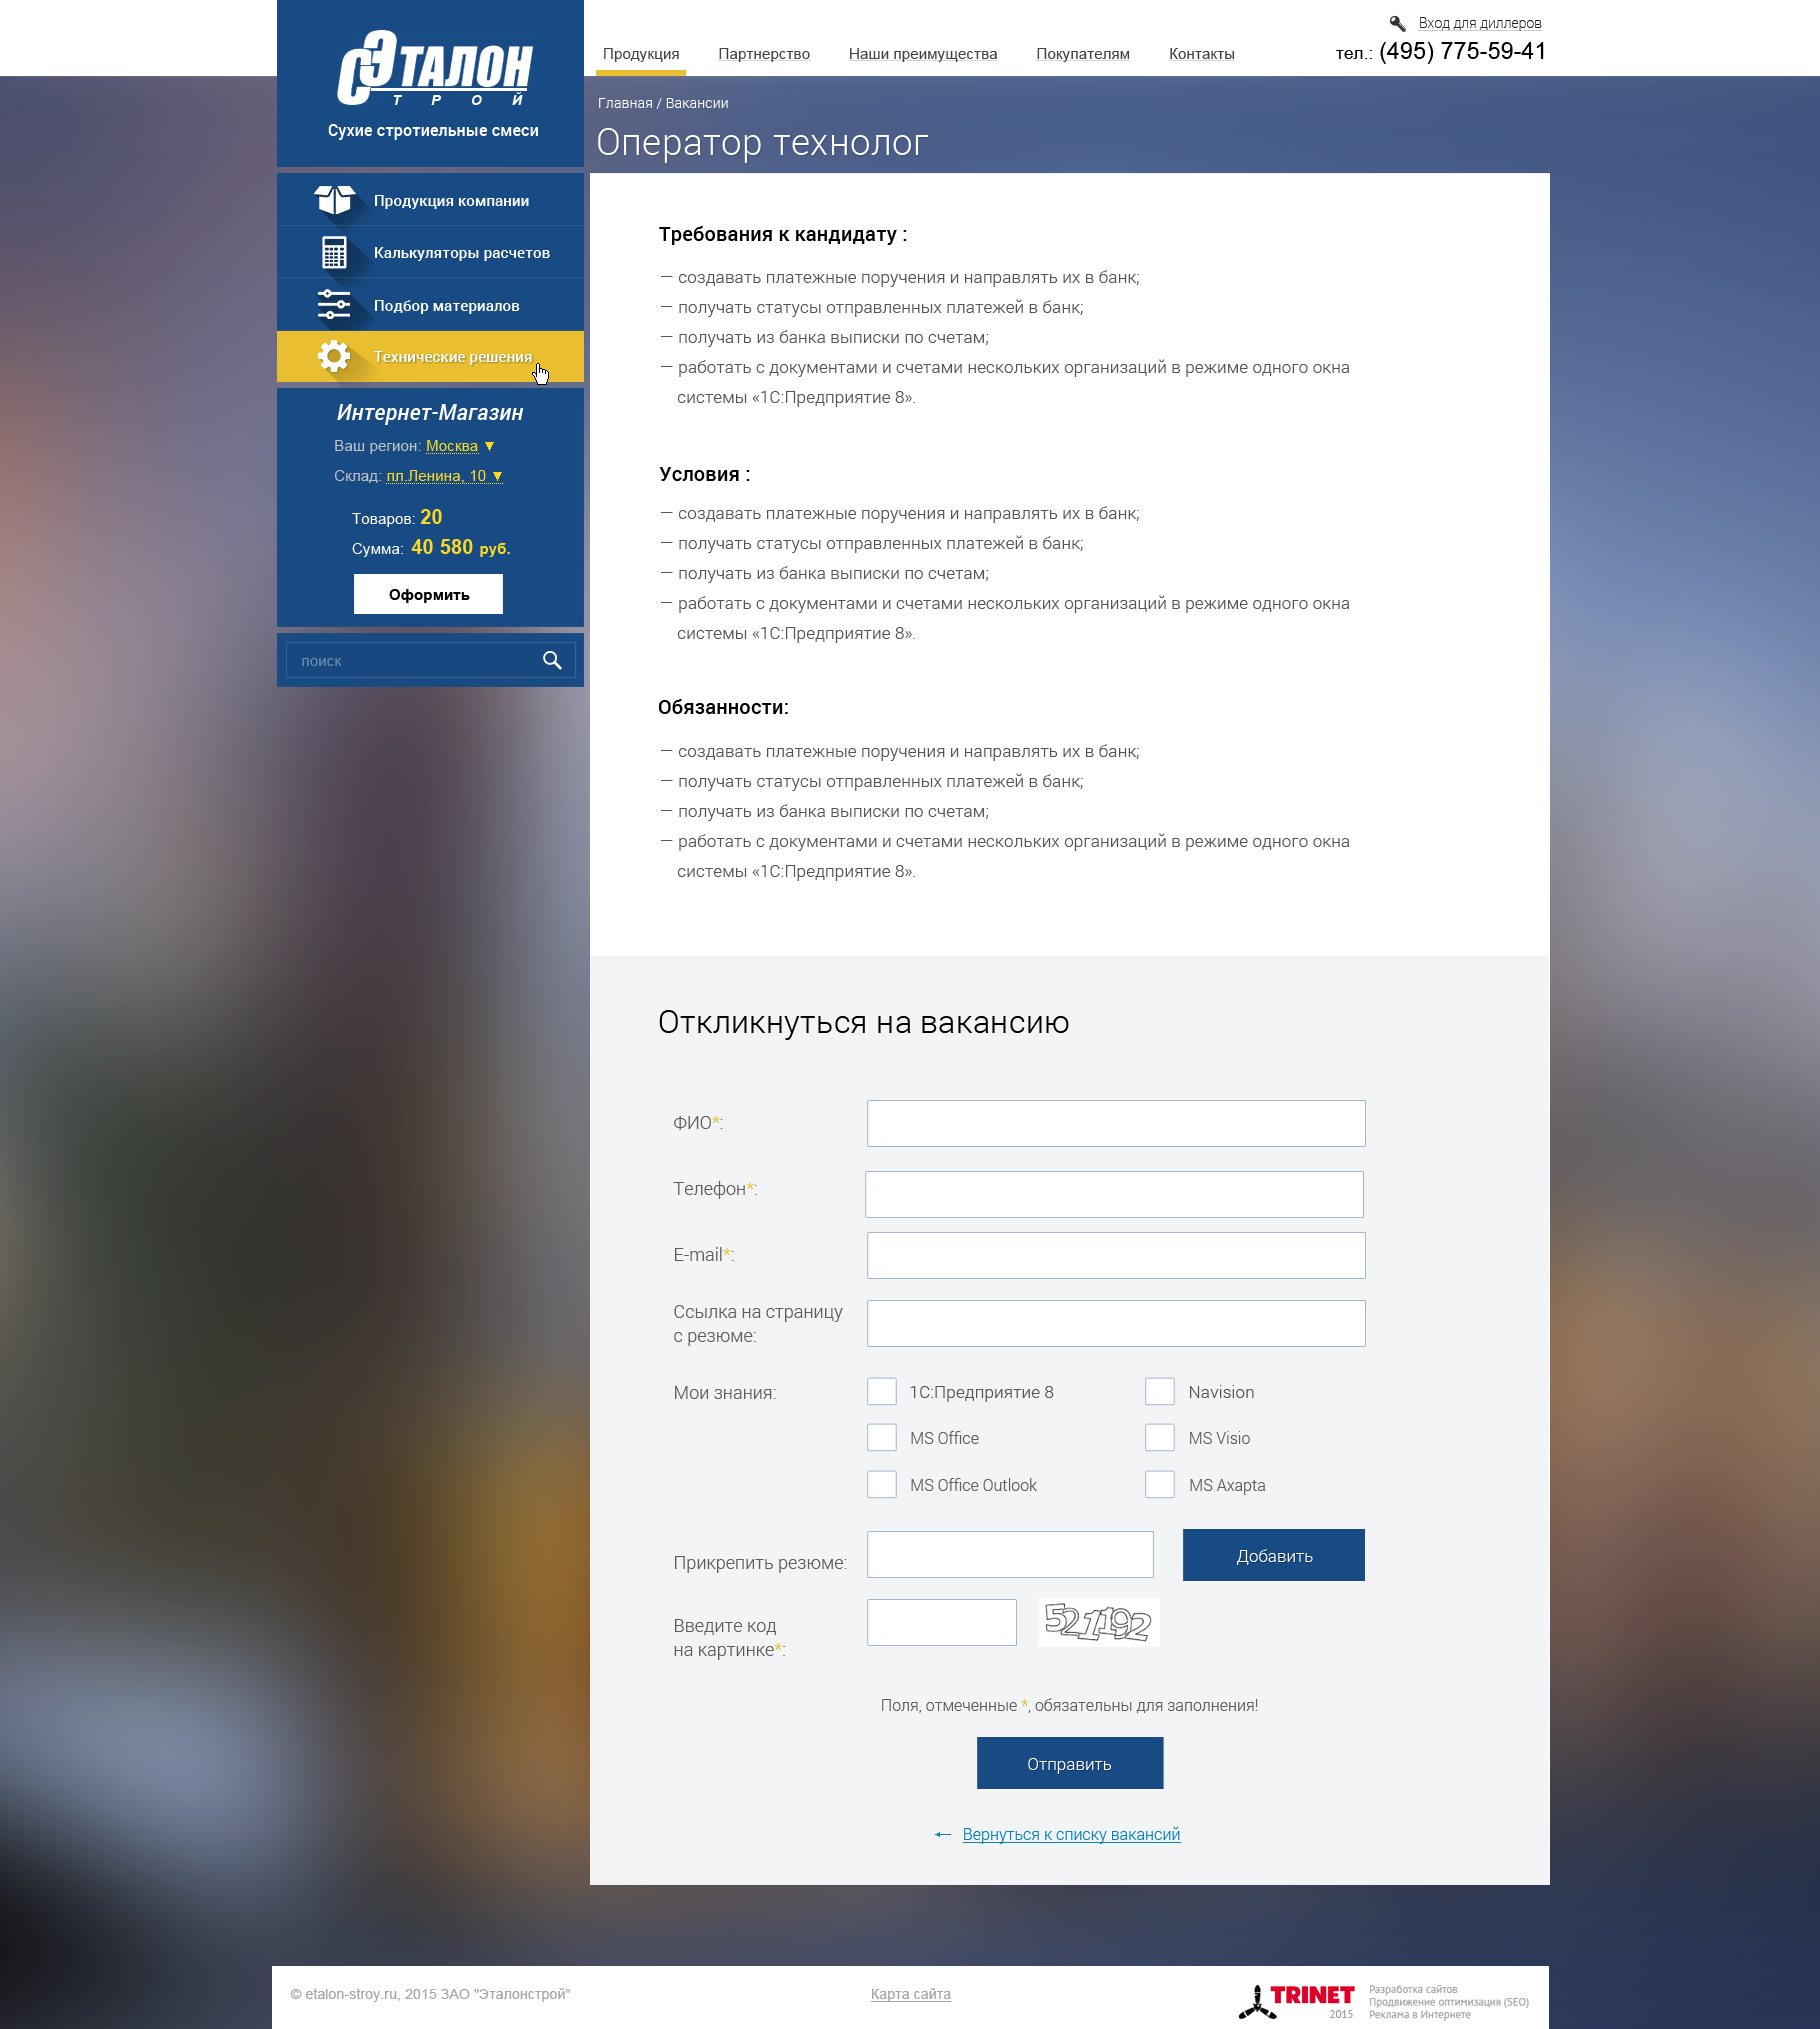 Вход для диллеров
тел.: (495) 775-59-41
Продукция Партнерство Наши преимущества Покупателям Контакты
Эталон
СТРОЙ
Сухие стротиельные смеси
Продукция компании
Калькуляторы расчетов
Подбор материалов
Технические решения
Интернет-Магазин
Ваш регион: Москва ▼
Склад: пл.Ленина, 10 ▼
Товаров: 20
Сумма: 40 580 руб.
Оформить
поиск
Главная / Вакансии
Оператор технолог
Требования к кандидату :
— создавать платежные поручения и направлять их в банк;
— получать статусы отправленных платежей в банк;
— получать из банка выписки по счетам;
— работать с документами и счетами нескольких организаций в режиме одного окна
системы «1С:Предприятие 8».
Условия :
— создавать платежные поручения и направлять их в банк;
— получать статусы отправленных платежей в банк;
— получать из банка выписки по счетам;
— работать с документами и счетами нескольких организаций в режиме одного окна
системы «1С:Предприятие 8».
Обязанности:
— создавать платежные поручения и направлять их в банк;
— получать статусы отправленных платежей в банк;
— получать из банка выписки по счетам;
— работать с документами и счетами нескольких организаций в режиме одного окна
системы «1С:Предприятие 8».
Откликнуться на вакансию
ФИО*:
Телефон*:
E-mail*:
Ссылка на страницу
с резюме:
Мои знания:
1С:Предприятие 8 Navision
MS Office MS Visio
MS Office Outlook MS Axapta
Прикрепить резюме: Добавить
Введите код
на картинке*:
521192
Поля, отмеченные *, обязательны для заполнения!
Отправить
← Вернуться к списку вакансий
© etalon-stroy.ru, 2015 ЗАО "Эталонстрой"
Карта сайта
TRINET
2015
Разработка сайтов
Продвижение оптимизация (SEO)
Реклама в Интернете